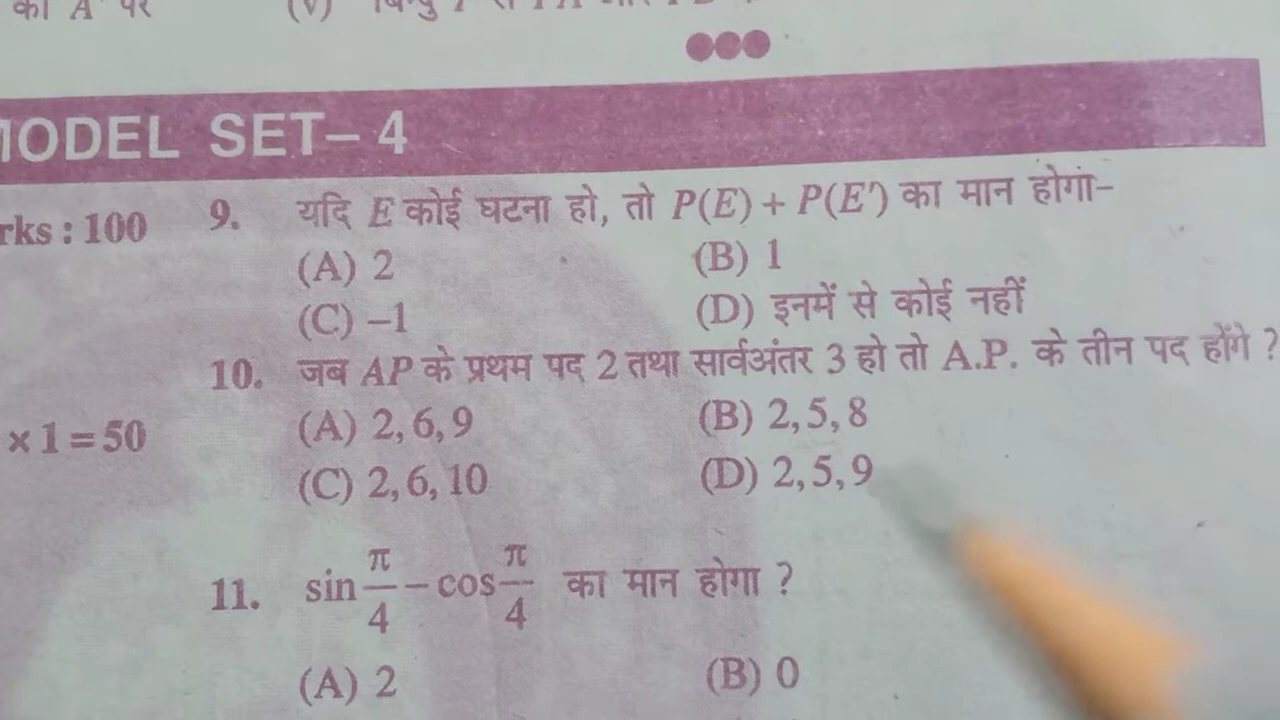 का A पर (v) बिन्दु
MODEL SET– 4
rks : 100
9. यदि E कोई घटना हो, तो P(E) + P(E') का मान होगा–
(A) 2 (B) 1
(C) –1 (D) इनमें से कोई नहीं
10. जब AP के प्रथम पद 2 तथा सार्वअंतर 3 हो तो A.P. के तीन पद होंगे ?
× 1 = 50
(A) 2, 6, 9 (B) 2, 5, 8
(C) 2, 6, 10 (D) 2, 5, 9
11. sin π/4 – cos π/4 का मान होगा ?
(A) 2 (B) 0